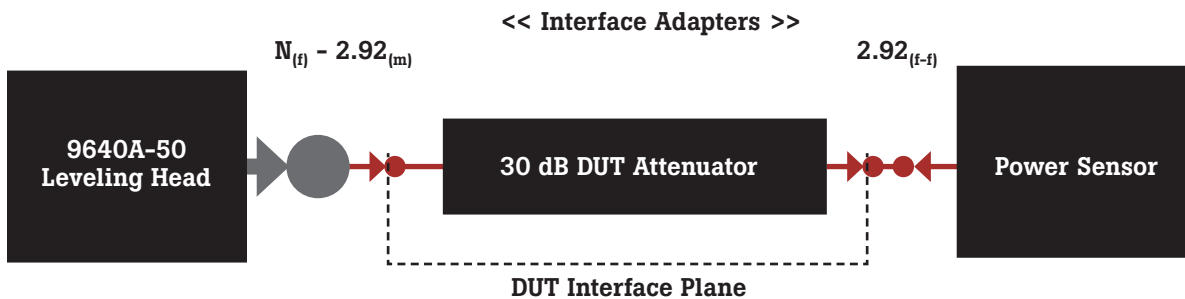 << Interface Adapters >>
N(f) - 2.92(m)
2.92(f-f)
9640A-50
Leveling Head
30 dB DUT Attenuator
Power Sensor
DUT Interface Plane